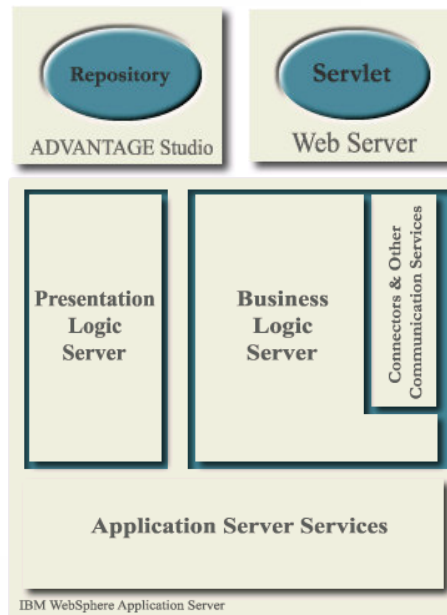 Repository
ADVANTAGE Studio
Servlet
Web Server
Presentation
Logic
Server
Business
Logic
Server
Connectors & Other
Communication Services
Application Server Services
IBM WebSphere Application Server